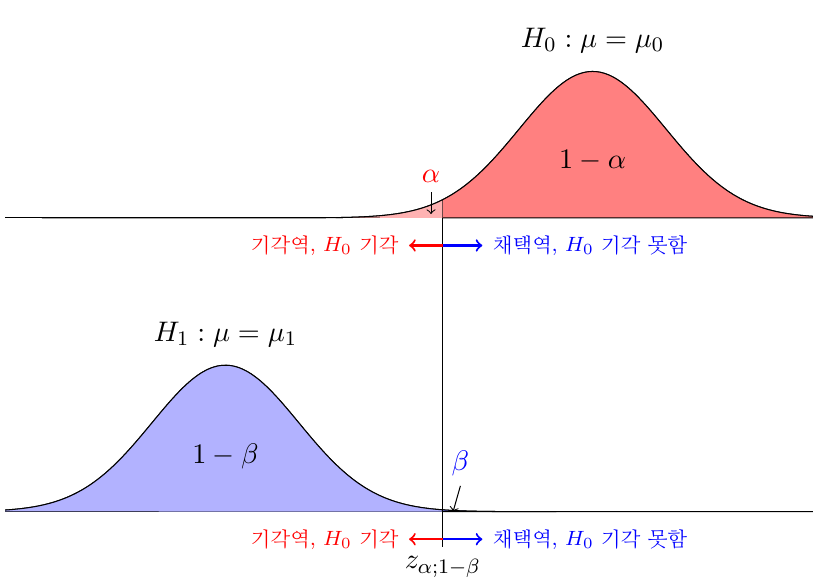 H₀ : μ = μ₀
1 − α
α
기각역, H₀ 기각
채택역, H₀ 기각 못함
H₁ : μ = μ₁
1 − β
β
기각역, H₀ 기각
채택역, H₀ 기각 못함
z_{α;1−β}